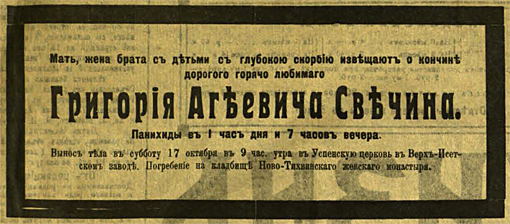 Мать, жена брата съ дѣтьми съ глубокою скорбію извѣщаютъ о кончинѣ
дорогого горячо любимаго
Григорія Агѣевича Свѣчина.
Панихиды въ 1 часъ дня и 7 часовъ вечера.
Выносъ тѣла въ субботу 17 октября въ 9 час. утра въ Успенскую церковь въ Верхъ-Исет-
скомъ заводѣ. Погребеніе на кладбищѣ Ново-Тихвинскаго женскаго монастыря.